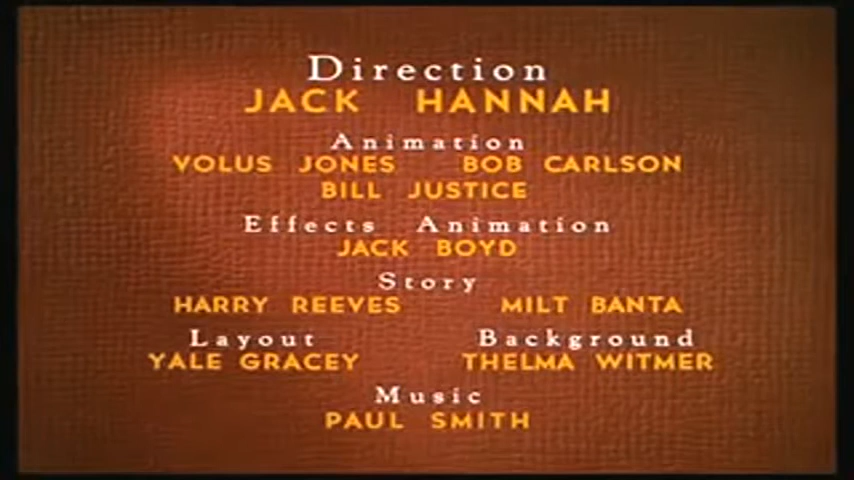 Direction
JACK HANNAH
Animation
VOLUS JONES BOB CARLSON
BILL JUSTICE
Effects Animation
JACK BOYD
Story
HARRY REEVES MILT BANTA
Layout Background
YALE GRACEY THELMA WITMER
Music
PAUL SMITH